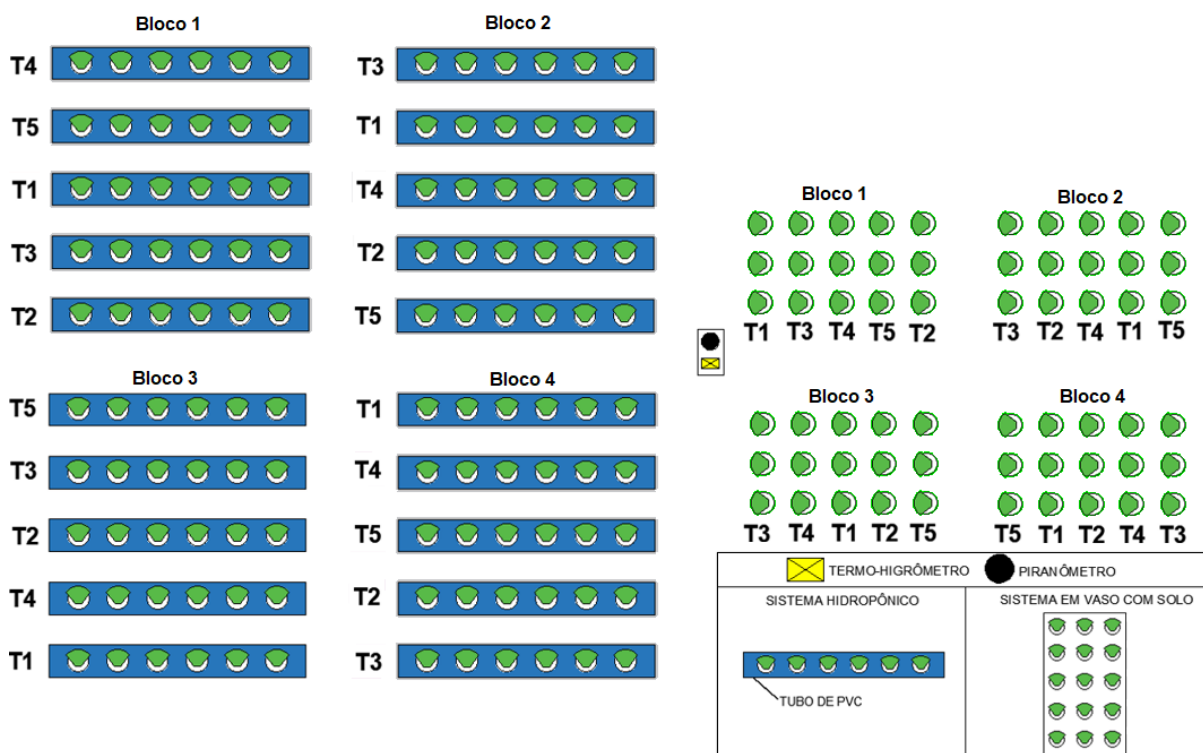 Bloco 1
T4
T5
T1
T3
T2
Bloco 2
T3
T1
T4
T2
T5
Bloco 3
T5
T3
T2
T4
T1
Bloco 4
T1
T4
T5
T2
T3
Bloco 1
T1 T3 T4 T5 T2
Bloco 2
T3 T2 T4 T1 T5
Bloco 3
T3 T4 T1 T2 T5
Bloco 4
T5 T1 T2 T4 T3
TERMO-HIGRÔMETRO
PIRANÔMETRO
SISTEMA HIDROPÔNICO
TUBO DE PVC
SISTEMA EM VASO COM SOLO